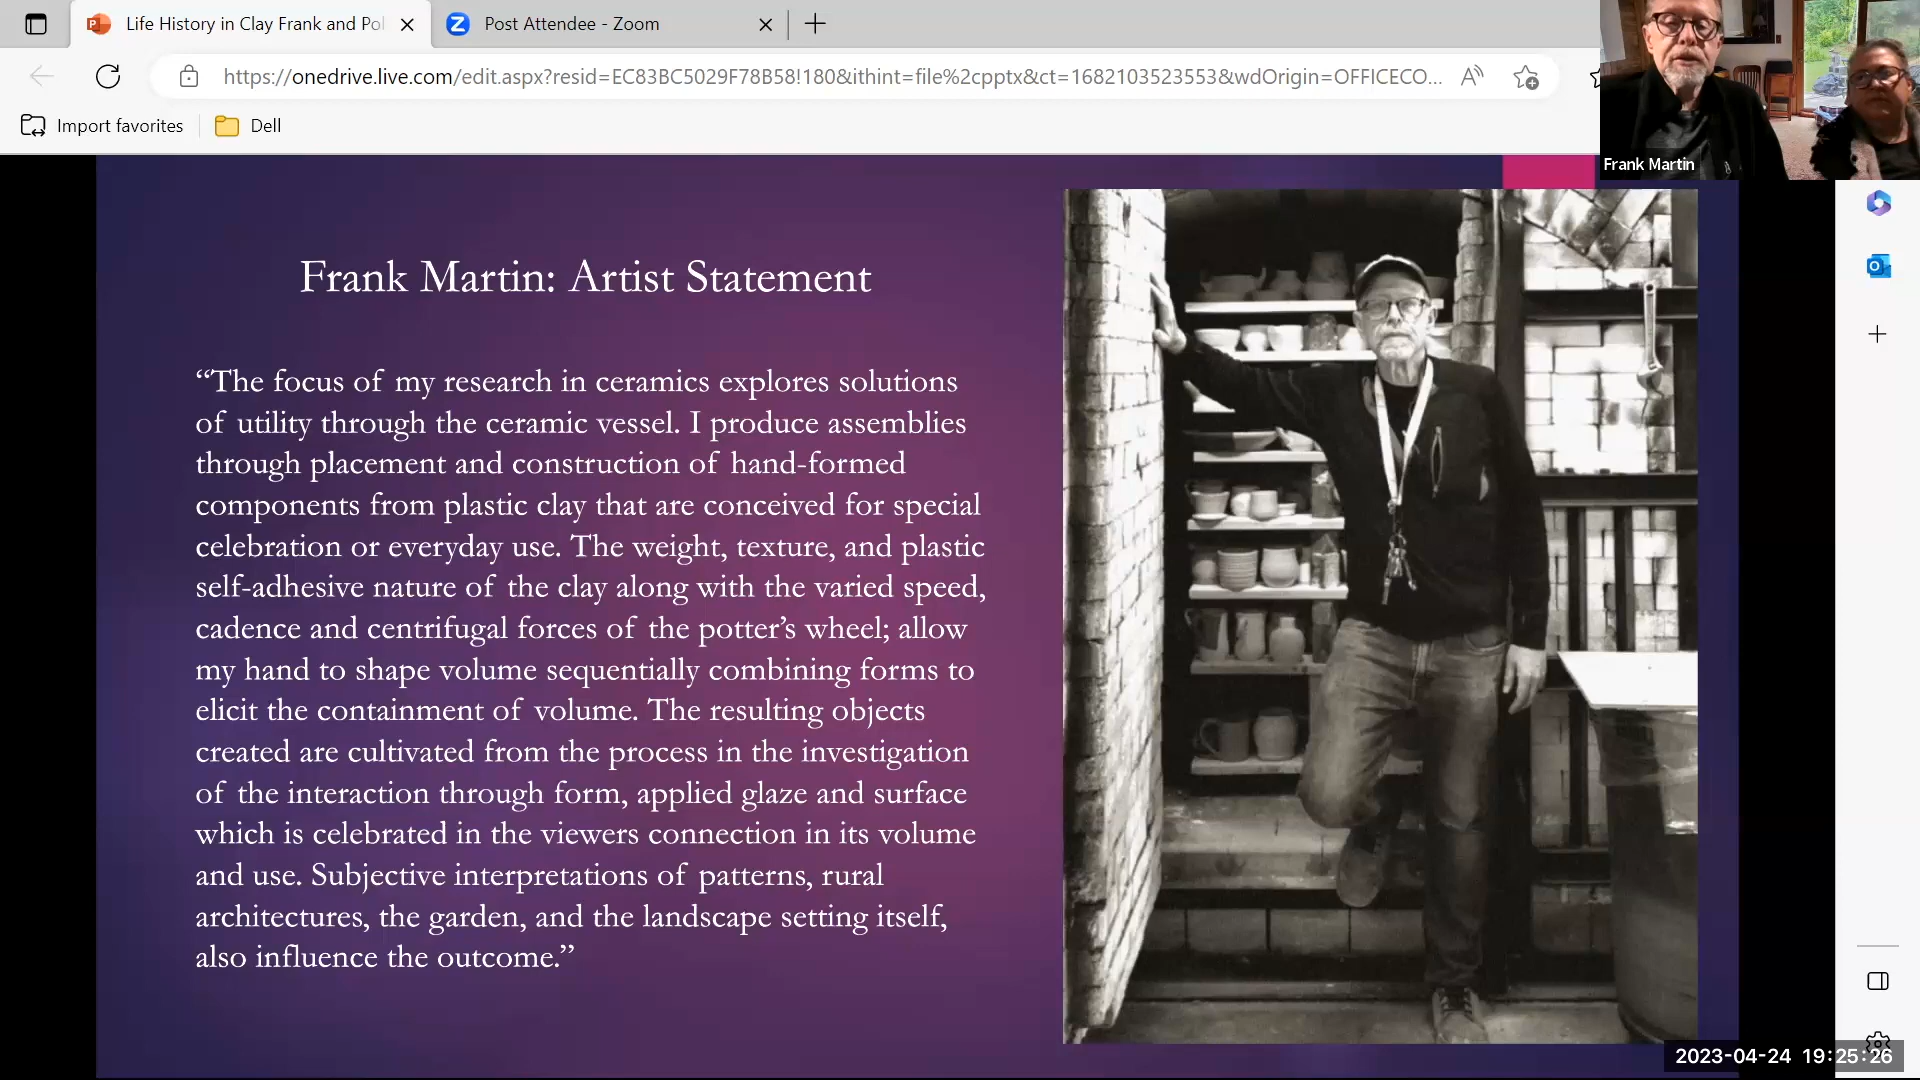 Life History in Clay Frank and Pol
Post Attendee - Zoom
https://onedrive.live.com/edit.aspx?resid=EC83BC5029F78B58!180&ithint=file%2cpptx&ct=1682103523553&wdOrigin=OFFICECO...
Import favorites
Dell
Frank Martin
Frank Martin: Artist Statement
“The focus of my research in ceramics explores solutions
of utility through the ceramic vessel. I produce assemblies
through placement and construction of hand-formed
components from plastic clay that are conceived for special
celebration or everyday use. The weight, texture, and plastic
self-adhesive nature of the clay along with the varied speed,
cadence and centrifugal forces of the potter’s wheel; allow
my hand to shape volume sequentially combining forms to
elicit the containment of volume. The resulting objects
created are cultivated from the process in the investigation
of the interaction through form, applied glaze and surface
which is celebrated in the viewers connection in its volume
and use. Subjective interpretations of patterns, rural
architectures, the garden, and the landscape setting itself,
also influence the outcome.”
2023-04-24 19:25:26